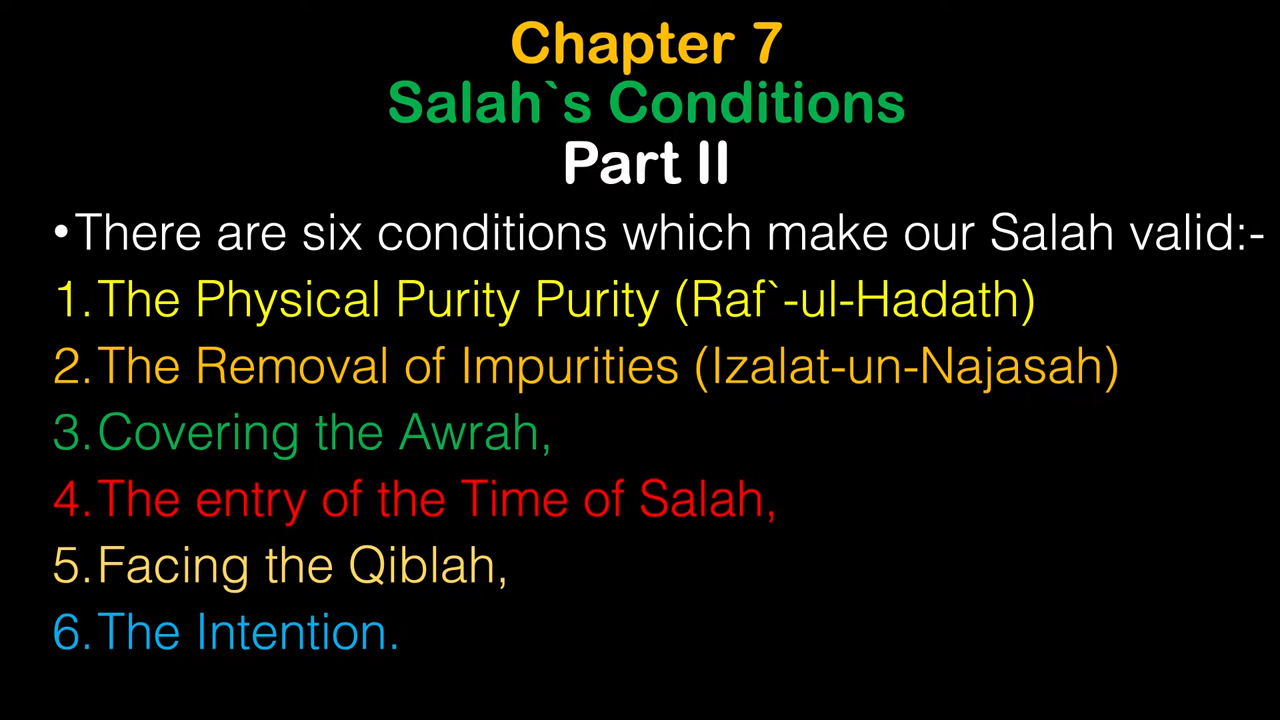 Chapter 7
Salah`s Conditions
Part II
•There are six conditions which make our Salah valid:-
1.The Physical Purity Purity (Raf`-ul-Hadath)
2.The Removal of Impurities (Izalat-un-Najasah)
3.Covering the Awrah,
4.The entry of the Time of Salah,
5.Facing the Qiblah,
6.The Intention.